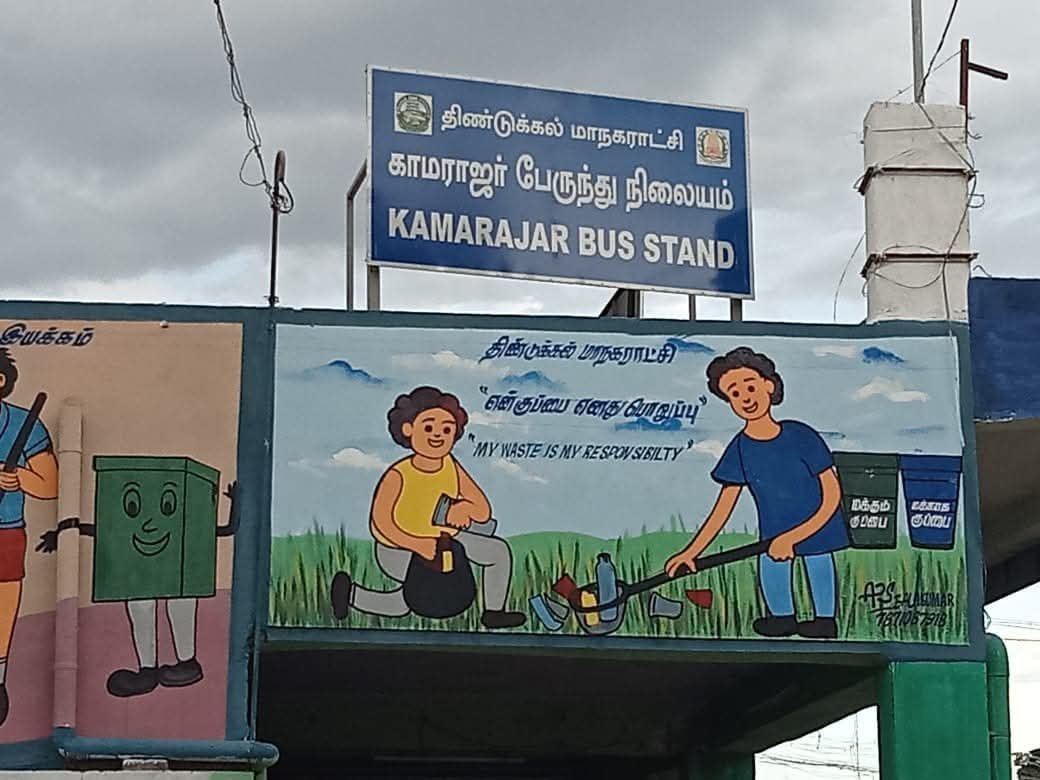 திண்டுக்கல் மாநகராட்சி
காமராஜர் பேருந்து நிலையம்
KAMARAJAR BUS STAND
இயக்கம்
திண்டுக்கல் மாநகராட்சி
"என்குப்பை எனது பொறுப்பு"
"MY WASTE IS MY RESPONSIBILTY"
மக்கும்
குப்பை
மக்காத
குப்பை